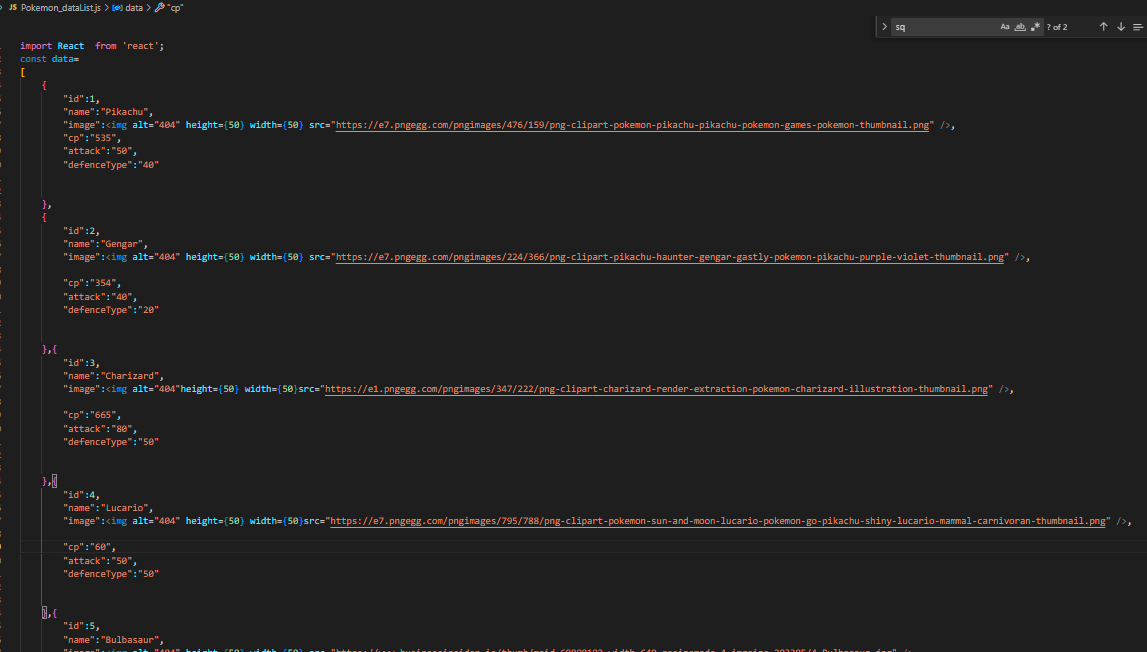 JS Pokemon_dataList.js > data > "cp"
sq Aa ab .* ? of 2
import React from 'react';
const data=
[
{
"id":1,
"name":"Pikachu",
"image":<img alt="404" height={50} width={50} src="https://e7.pngegg.com/pngimages/476/159/png-clipart-pokemon-pikachu-pikachu-pokemon-games-pokemon-thumbnail.png" />,
"cp":"535",
"attack":"50",
"defenceType":"40"
},
{
"id":2,
"name":"Gengar",
"image":<img alt="404" height={50} width={50} src="https://e7.pngegg.com/pngimages/224/366/png-clipart-pikachu-haunter-gengar-gastly-pokemon-pikachu-purple-violet-thumbnail.png" />,
"cp":"354",
"attack":"40",
"defenceType":"20"
},{
"id":3,
"name":"Charizard",
"image":<img alt="404"height={50} width={50}src="https://e1.pngegg.com/pngimages/347/222/png-clipart-charizard-render-extraction-pokemon-charizard-illustration-thumbnail.png" />,
"cp":"665",
"attack":"80",
"defenceType":"50"
},{
"id":4,
"name":"Lucario",
"image":<img alt="404" height={50} width={50}src="https://e7.pngegg.com/pngimages/795/788/png-clipart-pokemon-sun-and-moon-lucario-pokemon-go-pikachu-shiny-lucario-mammal-carnivoran-thumbnail.png" />,
"cp":"60",
"attack":"50",
"defenceType":"50"
},{
"id":5,
"name":"Bulbasaur",